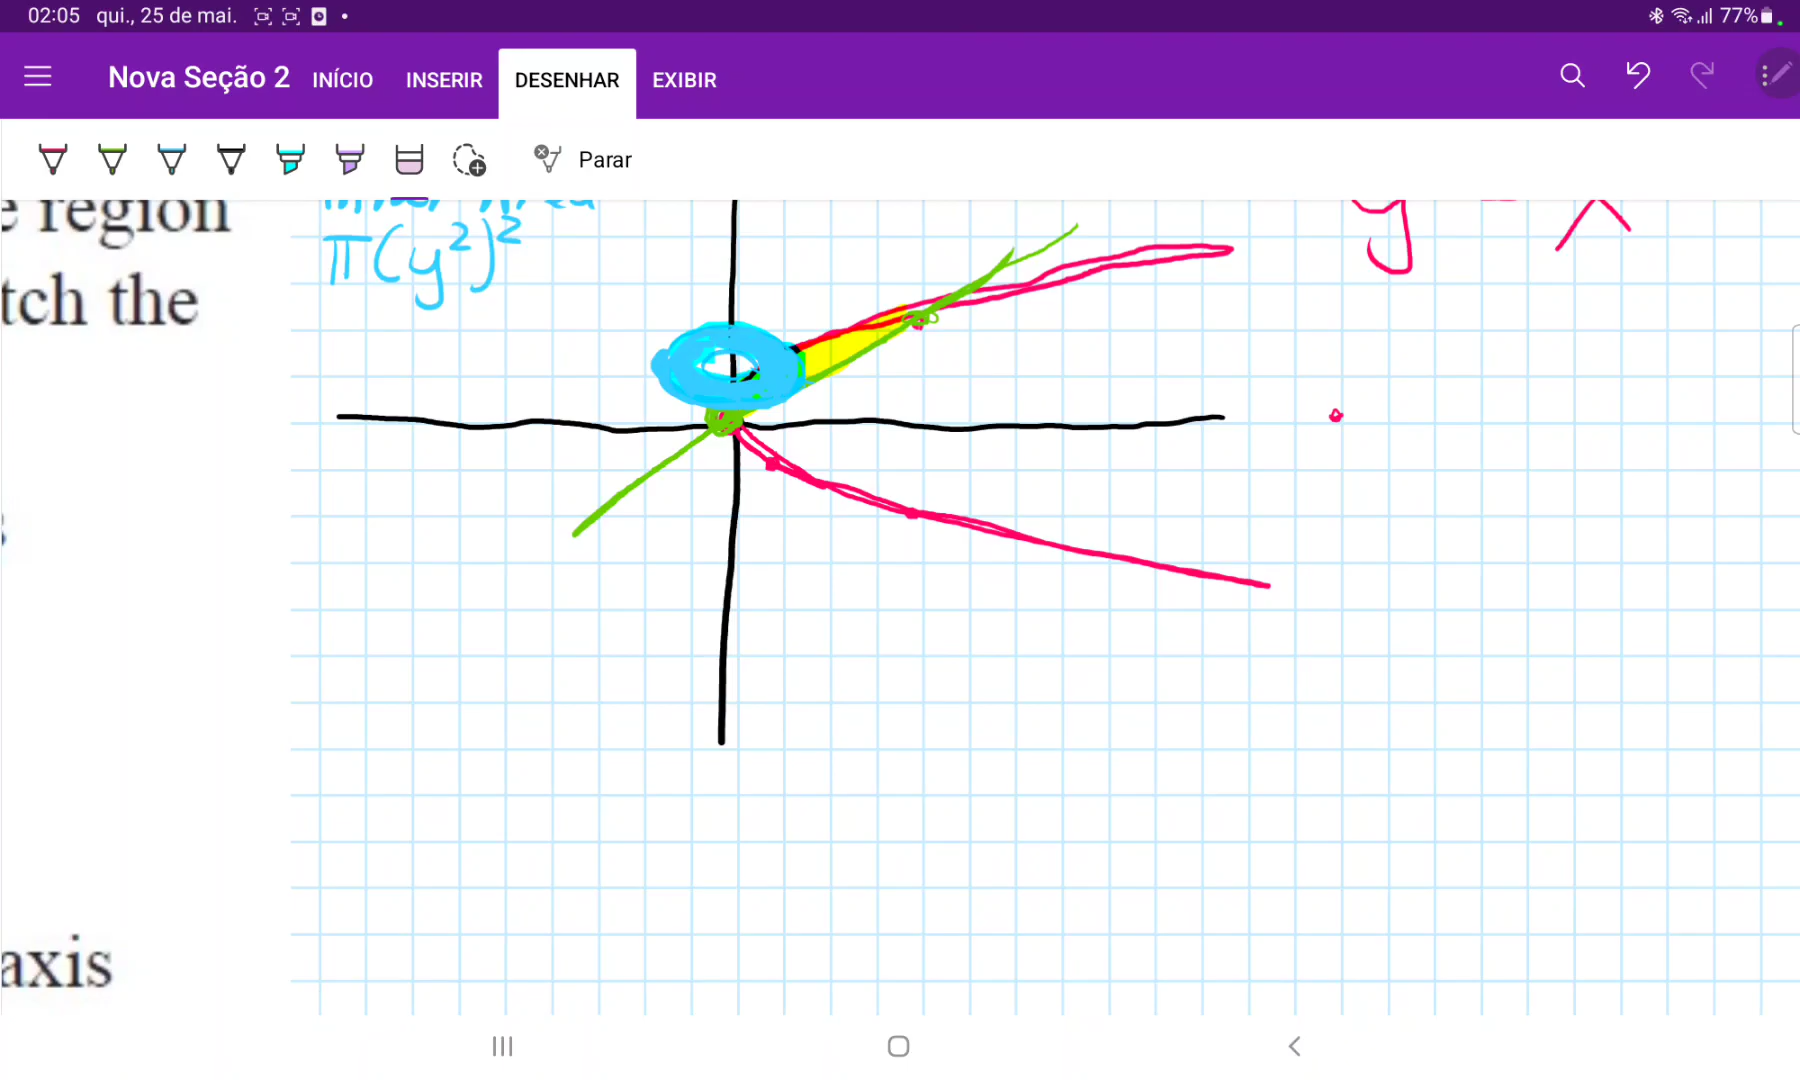 02:05 qui., 25 de mai. 77%
Nova Seção 2 INÍCIO INSERIR DESENHAR EXIBIR
Parar
e region
tch the
axis
π(y²)²
y = x